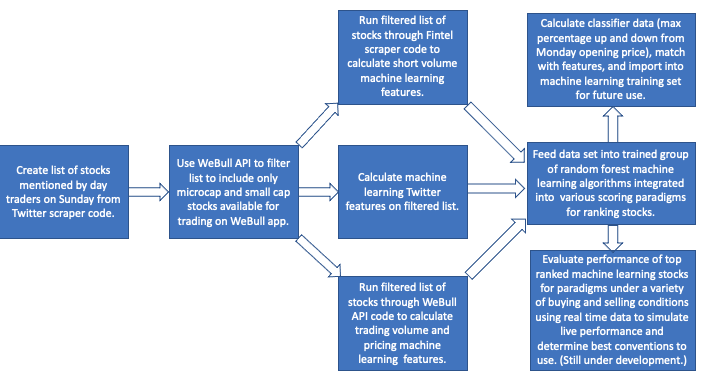 Create list of stocks
mentioned by day
traders on Sunday from
Twitter scraper code.
Use WeBull API to filter
list to include only
microcap and small cap
stocks available for
trading on WeBull app.
Run filtered list of
stocks through Fintel
scraper code to
calculate short volume
machine learning
features.
Calculate machine
learning Twitter
features on filtered list.
Run filtered list of
stocks through WeBull
API code to calculate
trading volume and
pricing machine
learning features.
Calculate classifier data (max
percentage up and down from
Monday opening price), match
with features, and import into
machine learning training set
for future use.
Feed data set into trained group
of random forest machine
learning algorithms integrated
into various scoring paradigms
for ranking stocks.
Evaluate performance of top
ranked machine learning stocks
for paradigms under a variety
of buying and selling conditions
using real time data to simulate
live performance and
determine best conventions to
use. (Still under development.)